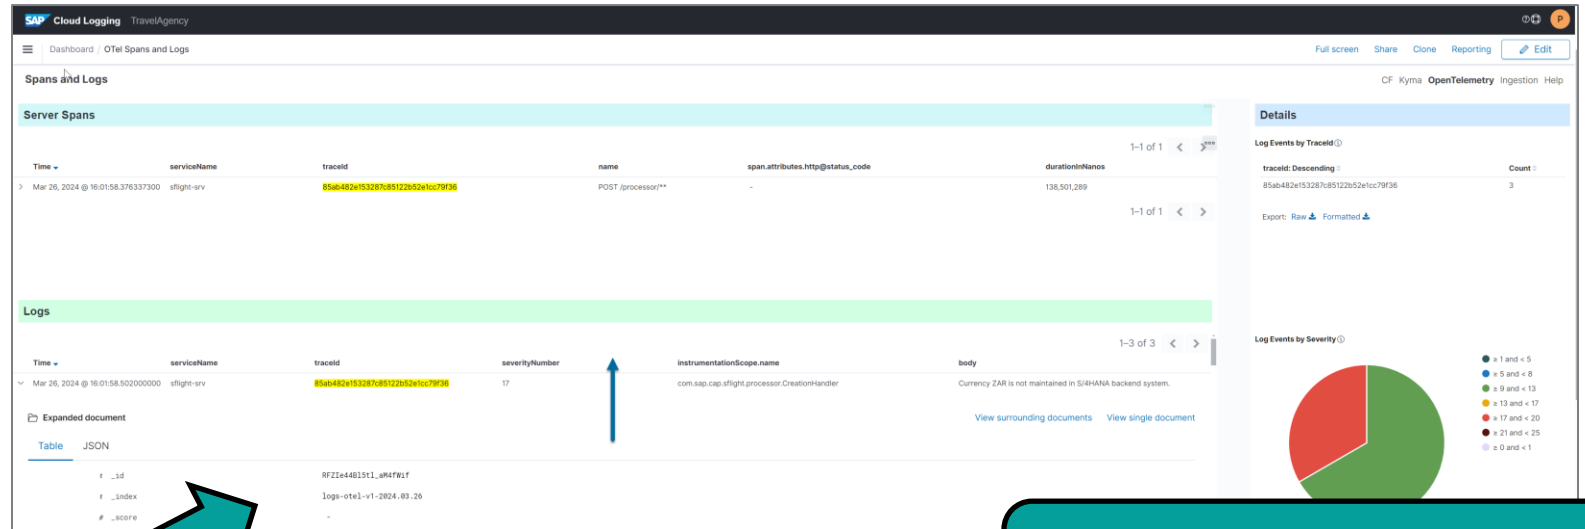 SAP Cloud Logging TravelAgency
P
Dashboard / OTel Spans and Logs
Full screen Share Clone Reporting Edit
Spans and Logs
CF Kyma OpenTelemetry Ingestion Help
Server Spans
Details
1–1 of 1
Log Events by TraceId
Time serviceName traceId name span.attributes.http@status_code durationInNanos
traceId: Descending Count
Mar 26, 2024 @ 16:01:58.376337300 sflight-srv 85ab482e153287c85122b52e1cc79f36 POST /processor/** - 138,501,289
85ab482e153287c85122b52e1cc79f36 3
1–1 of 1
Export: Raw Formatted
Logs
1–3 of 3
Log Events by Severity
Time serviceName traceId severityNumber instrumentationScope.name body
Mar 26, 2024 @ 16:01:58.502000000 sflight-srv 85ab482e153287c85122b52e1cc79f36 17 com.sap.cap.sflight.processor.CreationHandler Currency ZAR is not maintained in S/4HANA backend system.
≥ 1 and < 5
≥ 5 and < 8
≥ 9 and < 13
≥ 13 and < 17
≥ 17 and < 20
≥ 21 and < 25
≥ 0 and < 1
Expanded document
View surrounding documents View single document
Table JSON
t _id RFZIe44Bl5tl_aM4fWif
t _index logs-otel-v1-2024.03.26
# _score -